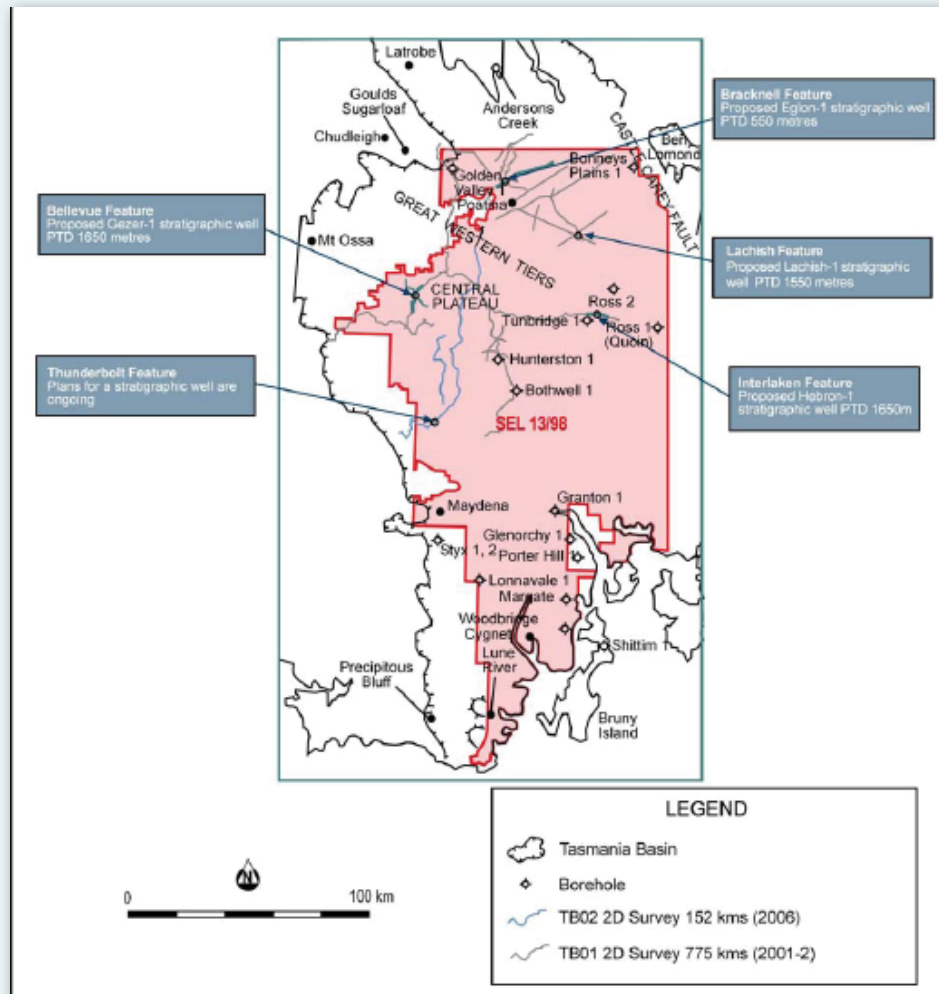 Latrobe
Goulds
Sugarloaf
Andersons
Creek
Chudleigh
Bracknell Feature
Proposed Eglon-1 stratigraphic well
PTD 550 metres
CASTLE CAREY FAULT
Ben
Lomond
Bonneys
Plains 1
Golden
Valley 1
Poatina
GREAT WESTERN TIERS
Bellevue Feature
Proposed Gezer-1 stratigraphic well
PTD 1650 metres
Mt Ossa
Lachish Feature
Proposed Lachish-1 stratigraphic
well PTD 1550 metres
CENTRAL
PLATEAU
Ross 2
Tunbridge 1
Ross 1
(Quoin)
Hunterston 1
Thunderbolt Feature
Plans for a stratigraphic well are
ongoing
Bothwell 1
Interlaken Feature
Proposed Hebron-1
stratigraphic well PTD 1650m
SEL 13/98
Maydena
Granton 1
Glenorchy 1
Styx 1, 2
Porter Hill 1
Lonnavale 1
Margate
Woodbridge
Cygnet
Shittim 1
Lune
River
Precipitous
Bluff
Bruny
Island
LEGEND
Tasmania Basin
Borehole
TB02 2D Survey 152 kms (2006)
TB01 2D Survey 775 kms (2001-2)
N
0 100 km